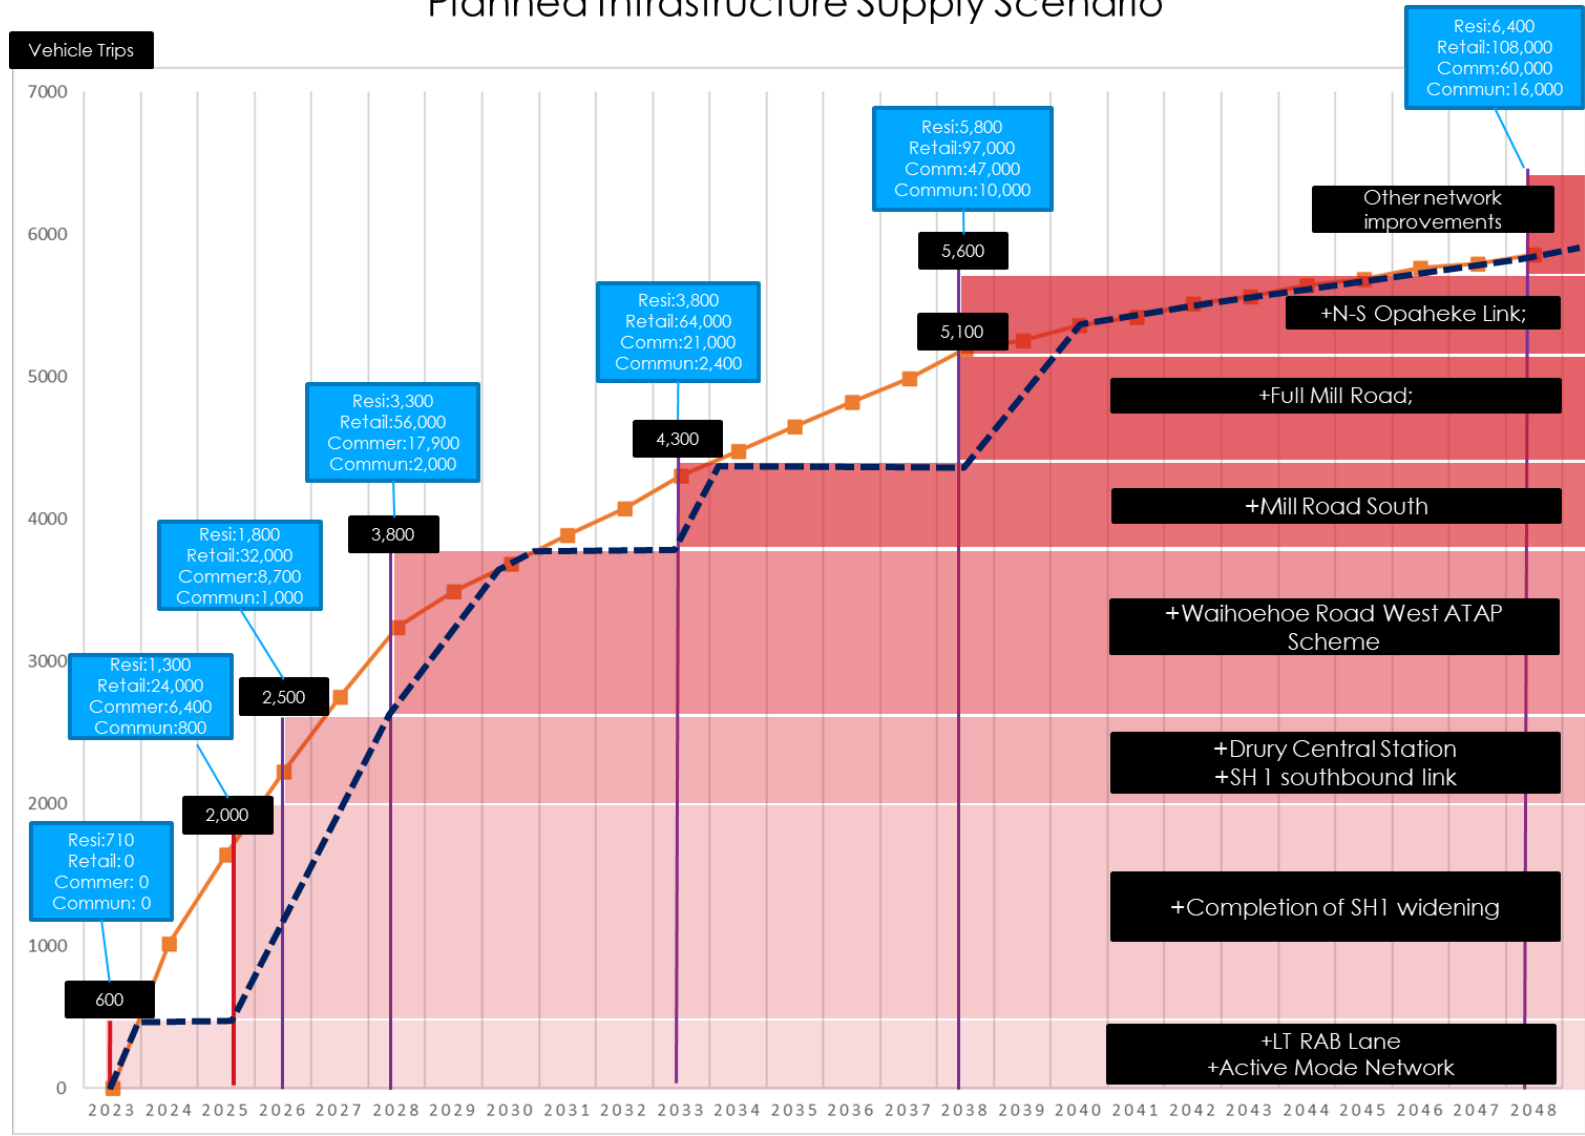 Planned Infrastructure Supply Scenario
Vehicle Trips
7000
6000
5000
4000
3000
2000
1000
0
Resi:710
Retail: 0
Commer: 0
Commun: 0
600
Resi:1,300
Retail:24,000
Commer:6,400
Commun:800
2,000
Resi:1,800
Retail:32,000
Commer:8,700
Commun:1,000
2,500
Resi:3,300
Retail:56,000
Commer:17,900
Commun:2,000
3,800
Resi:3,800
Retail:64,000
Comm:21,000
Commun:2,400
4,300
Resi:5,800
Retail:97,000
Comm:47,000
Commun:10,000
5,600
5,100
Resi:6,400
Retail:108,000
Comm:60,000
Commun:16,000
Other network
improvements
+N-S Opaheke Link;
+Full Mill Road;
+Mill Road South
+Waihoehoe Road West ATAP
Scheme
+Drury Central Station
+SH1 southbound link
+Completion of SH1 widening
+LT RAB Lane
+Active Mode Network
2023 2024 2025 2026 2027 2028 2029 2030 2031 2032 2033 2034 2035 2036 2037 2038 2039 2040 2041 2042 2043 2044 2045 2046 2047 2048